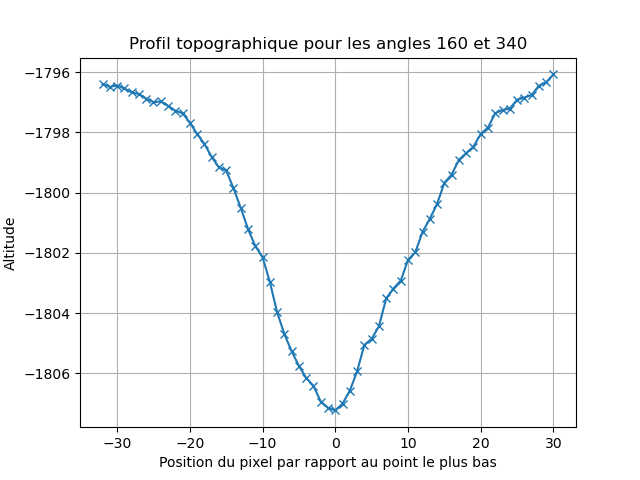 Profil topographique pour les angles 160 et 340
−1796
−1798
−1800
−1802
−1804
−1806
Altitude
−30 −20 −10 0 10 20 30
Position du pixel par rapport au point le plus bas